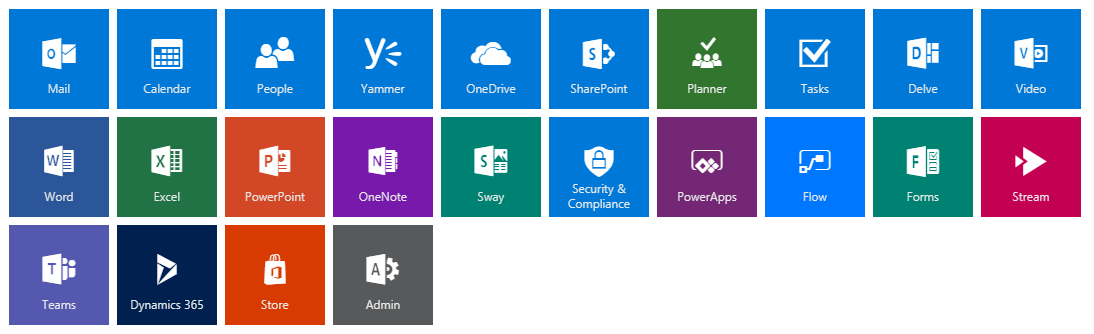 Mail
Calendar
People
Yammer
OneDrive
SharePoint
Planner
Tasks
Delve
Video
Word
Excel
PowerPoint
OneNote
Sway
Security &
Compliance
PowerApps
Flow
Forms
Stream
Teams
Dynamics 365
Store
Admin